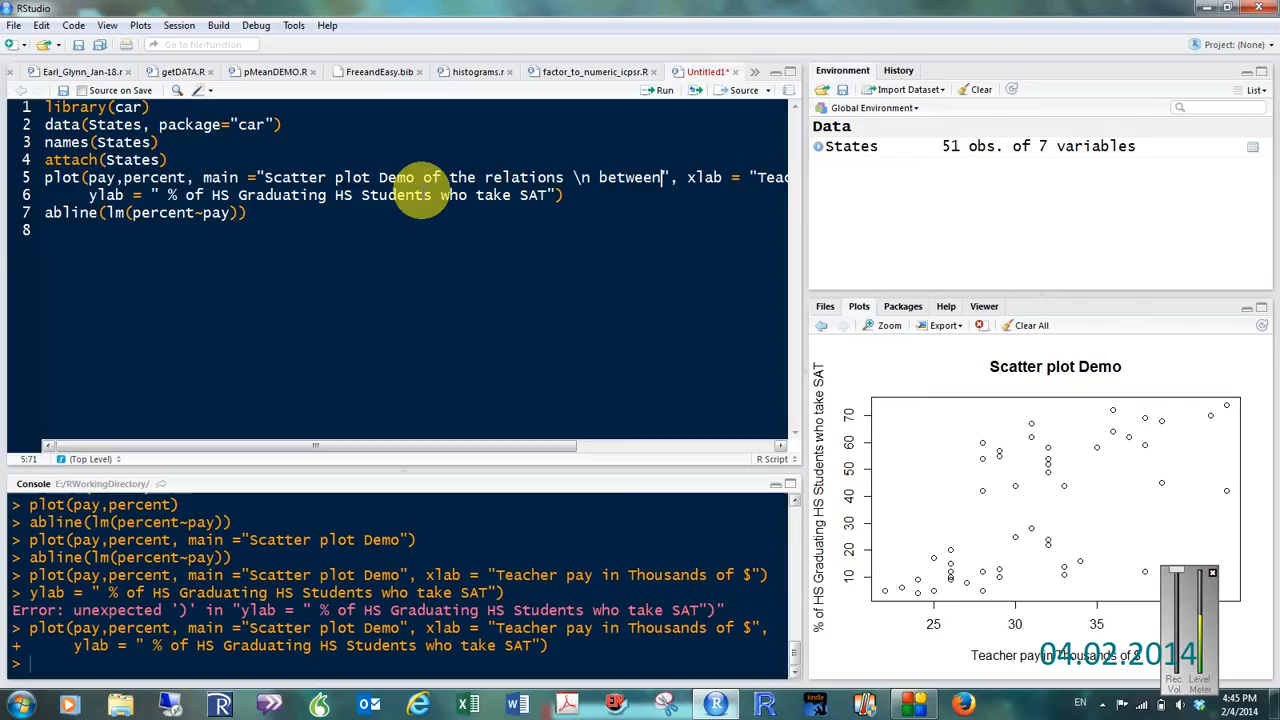 RStudio
File Edit Code View Plots Session Build Debug Tools Help
Go to file/function
Project: (None)
Earl_Glynn_Jan-18.r getDATA.R pMeanDEMO.R FreeandEasy.bib histograms.r factor_to_numeric_icpsr.R Untitled1*
Source on Save Run Source
1 library(car)
2 data(States, package="car")
3 names(States)
4 attach(States)
5 plot(pay,percent, main ="Scatter plot Demo of the relations \n between", xlab = "Teac
6 ylab = " % of HS Graduating HS Students who take SAT")
7 abline(lm(percent~pay))
8
5:71 (Top Level) R Script
Console E:/RWorkingDirectory/
> plot(pay,percent)
> abline(lm(percent~pay))
> plot(pay,percent, main ="Scatter plot Demo")
> abline(lm(percent~pay))
> plot(pay,percent, main ="Scatter plot Demo", xlab = "Teacher pay in Thousands of $")
> ylab = " % of HS Graduating HS Students who take SAT")
Error: unexpected ')' in "ylab = " % of HS Graduating HS Students who take SAT")"
> plot(pay,percent, main ="Scatter plot Demo", xlab = "Teacher pay in Thousands of $",
+ ylab = " % of HS Graduating HS Students who take SAT")
>
Environment History
Import Dataset Clear List
Global Environment
Data
States 51 obs. of 7 variables
Files Plots Packages Help Viewer
Zoom Export Clear All
Scatter plot Demo
% of HS Graduating HS Students who take SAT
70
60
50
40
30
20
10
25 30 35
Teacher pay in Thousands of $
04.02.2014
Rec. Vol. Level Meter
EN 4:45 PM
2/4/2014